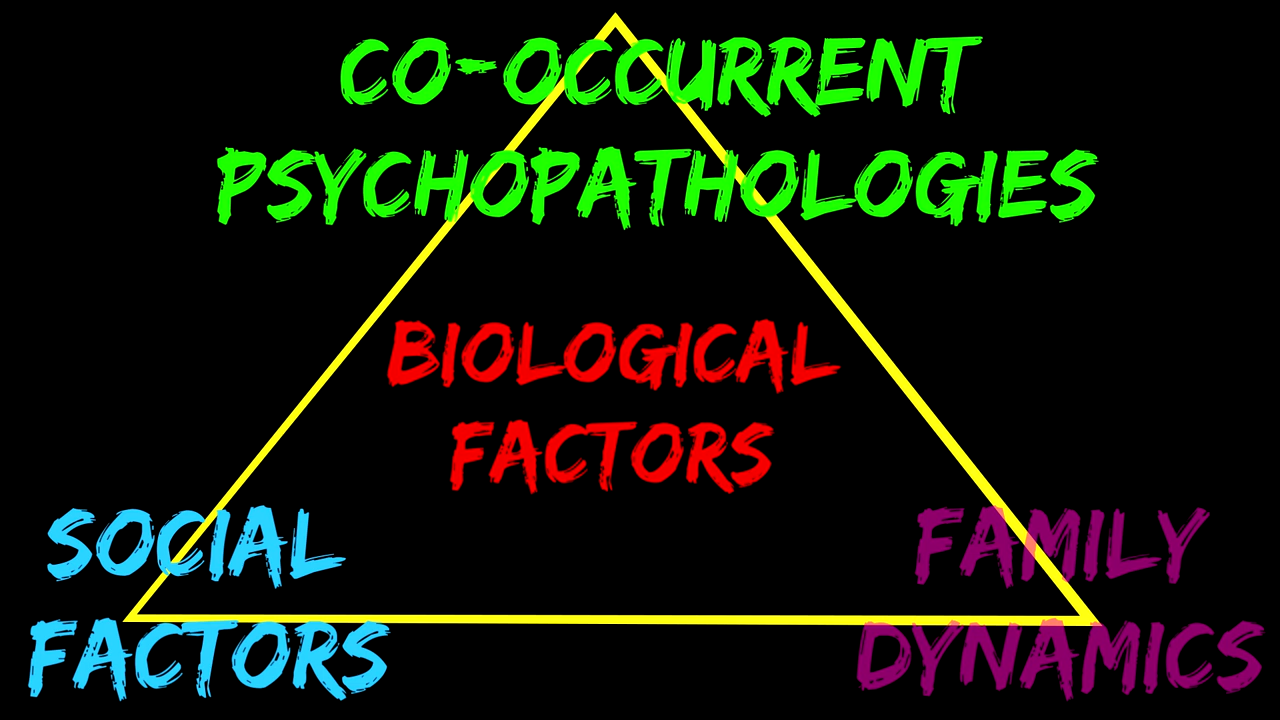 CO-OCCURRENT
PSYCHOPATHOLOGIES
BIOLOGICAL
FACTORS
SOCIAL
FACTORS
FAMILY
DYNAMICS